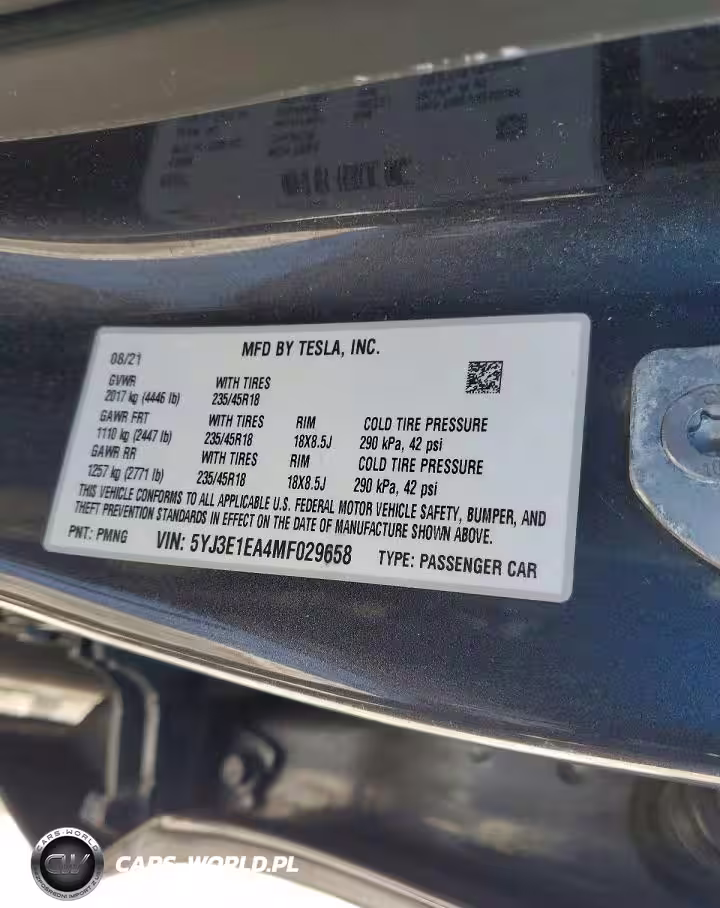 MFD BY TESLA, INC.
08/21
GVWR WITH TIRES
2017 kg (4446 lb) 235/45R18
GAWR FRT WITH TIRES RIM COLD TIRE PRESSURE
1110 kg (2447 lb) 235/45R18 18X8.5J 290 kPa, 42 psi
GAWR RR WITH TIRES RIM COLD TIRE PRESSURE
1257 kg (2771 lb) 235/45R18 18X8.5J 290 kPa, 42 psi
THIS VEHICLE CONFORMS TO ALL APPLICABLE U.S. FEDERAL MOTOR VEHICLE SAFETY, BUMPER, AND
THEFT PREVENTION STANDARDS IN EFFECT ON THE DATE OF MANUFACTURE SHOWN ABOVE.
PNT: PMNG VIN: 5YJ3E1EA4MF029658 TYPE: PASSENGER CAR
CARS-WORLD
CW
CARS-WORLD.PL